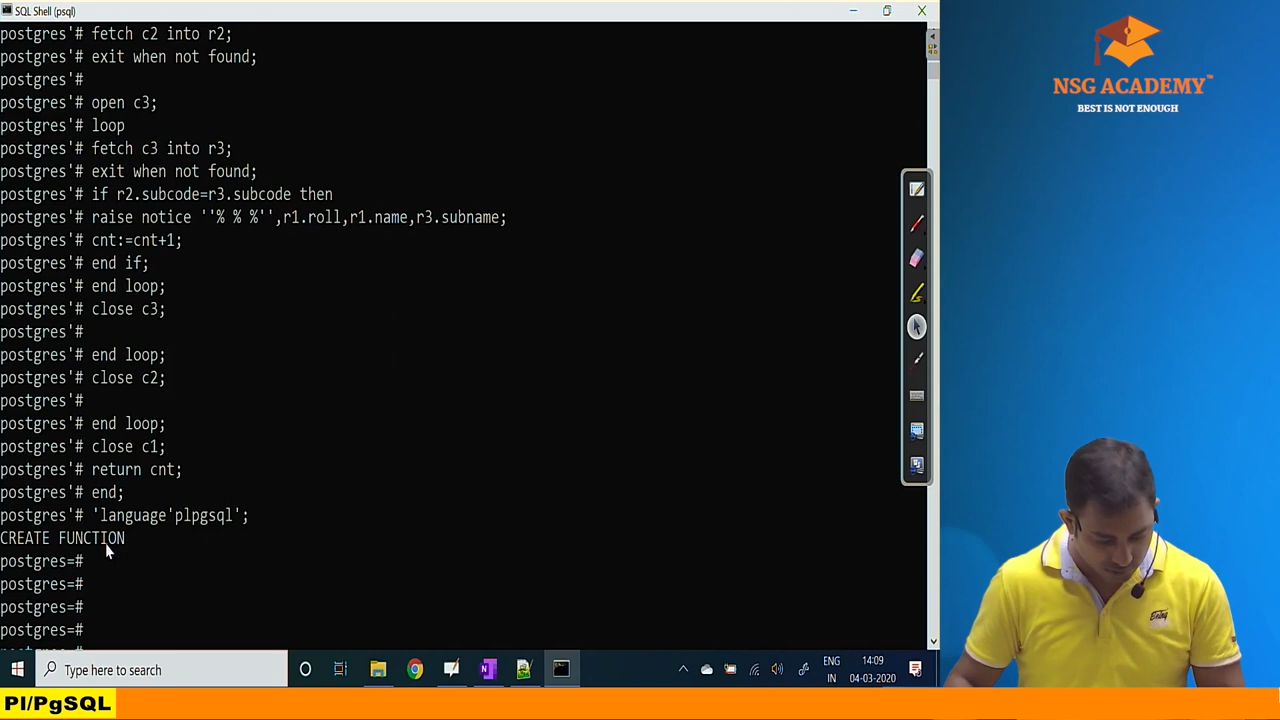 SQL Shell (psql)
postgres'# fetch c2 into r2;
postgres'# exit when not found;
postgres'#
postgres'# open c3;
postgres'# loop
postgres'# fetch c3 into r3;
postgres'# exit when not found;
postgres'# if r2.subcode=r3.subcode then
postgres'# raise notice ''% % %'',r1.roll,r1.name,r3.subname;
postgres'# cnt:=cnt+1;
postgres'# end if;
postgres'# end loop;
postgres'# close c3;
postgres'#
postgres'# end loop;
postgres'# close c2;
postgres'#
postgres'# end loop;
postgres'# close c1;
postgres'# return cnt;
postgres'# end;
postgres'# 'language'plpgsql';
CREATE FUNCTION
postgres=#
postgres=#
postgres=#
postgres=#
NSG ACADEMY™
BEST IS NOT ENOUGH
Type here to search
ENG
IN
14:09
04-03-2020
Pl/PgSQL